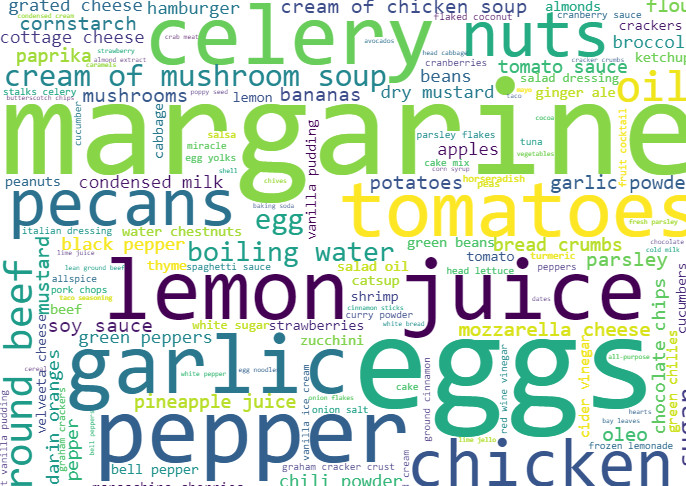 grated cheese
hamburger
cream of chicken soup
almonds
flou
condensed cream
cornstarch
crab meat
celery
flaked coconut
cranberry sauce
nuts
crackers
cottage cheese
strawberry
avocados
broccol
paprika
almond extract
caramels
head cabbage
cranberries
cracker crumbs
ketchup
tomato sauce
cream of mushroom soup
beans
salad dressing
oil
stalks celery
butterscotch chips
mushrooms
poppy seed
lemon
bananas
dry mustard
mayo
taco
ginger ale
margarine
cucumber
cabbage
salsa
miracle
egg yolks
shell
vanilla pudding
parsley flakes
apples
cake mix
corn syrup
cocoa
tuna
vegetables
fruit cocktail
peanuts
condensed milk
chives
potatoes
horseradish
peas
garlic powde
pecans
baking soda
egg
tomatoes
fresh parsley
italian dressing
water chestnuts
black pepper
boiling water
green beans
bread crumbs
chocolate
cold milk
lime juice
lean ground beef
thyme
spaghetti sauce
salad oil
tomato
head lettuce
turmeric
peppers
parsley
round beef
mustard
allspice
pork chops
taco seasoning
beef
lemon juice
catsup
shrimp
cinnamon sticks
curry powder
white bread
dates
chocolate chips
cucumbers
velveeta cheese
soy sauce
white sugar
strawberries
mozzarella cheese
green peppers
zucchini
green chilies
garlic
eggs
cereal
white pepper
egg noodles
vanilla ice cream
cake
ground cinnamon
red wine vinegar
cider vinegar
all-purpose
darin oranges
graham crackers
pineapple juice
onion flakes
onion salt
hearts
bay leaves
pepper
bell peppers
pepper
lime jello
oleo
frozen lemonade
t vanilla pudding
bell pepper
graham cracker crust
cream
chicken
sugar
chili powder
maraschino cherries